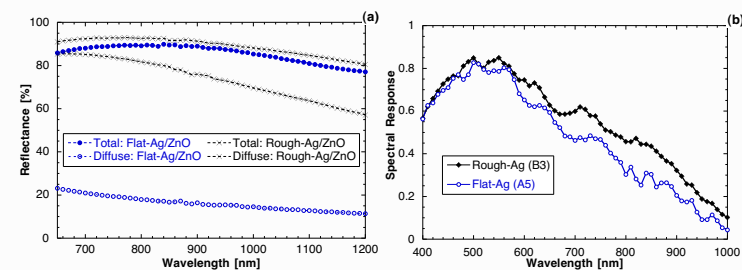 (a)
100
80
60
40
20
0
Reflectance [%]
Total: Flat-Ag/ZnO
Diffuse: Flat-Ag/ZnO
Total: Rough-Ag/ZnO
Diffuse: Rough-Ag/ZnO
700 800 900 1000 1100 1200
Wavelength [nm]
(b)
1
0.8
0.6
0.4
0.2
0
Spectral Response
Rough-Ag (B3)
Flat-Ag (A5)
400 500 600 700 800 900 1000
Wavelength [nm]